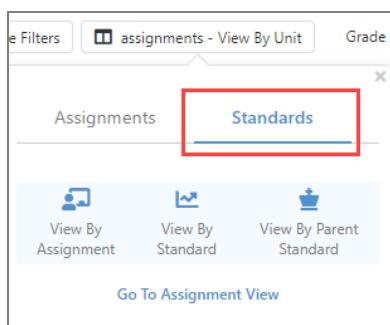 e Filters
assignments - View By Unit
Grade
×
Assignments
Standards
View By
Assignment
View By
Standard
View By Parent
Standard
Go To Assignment View